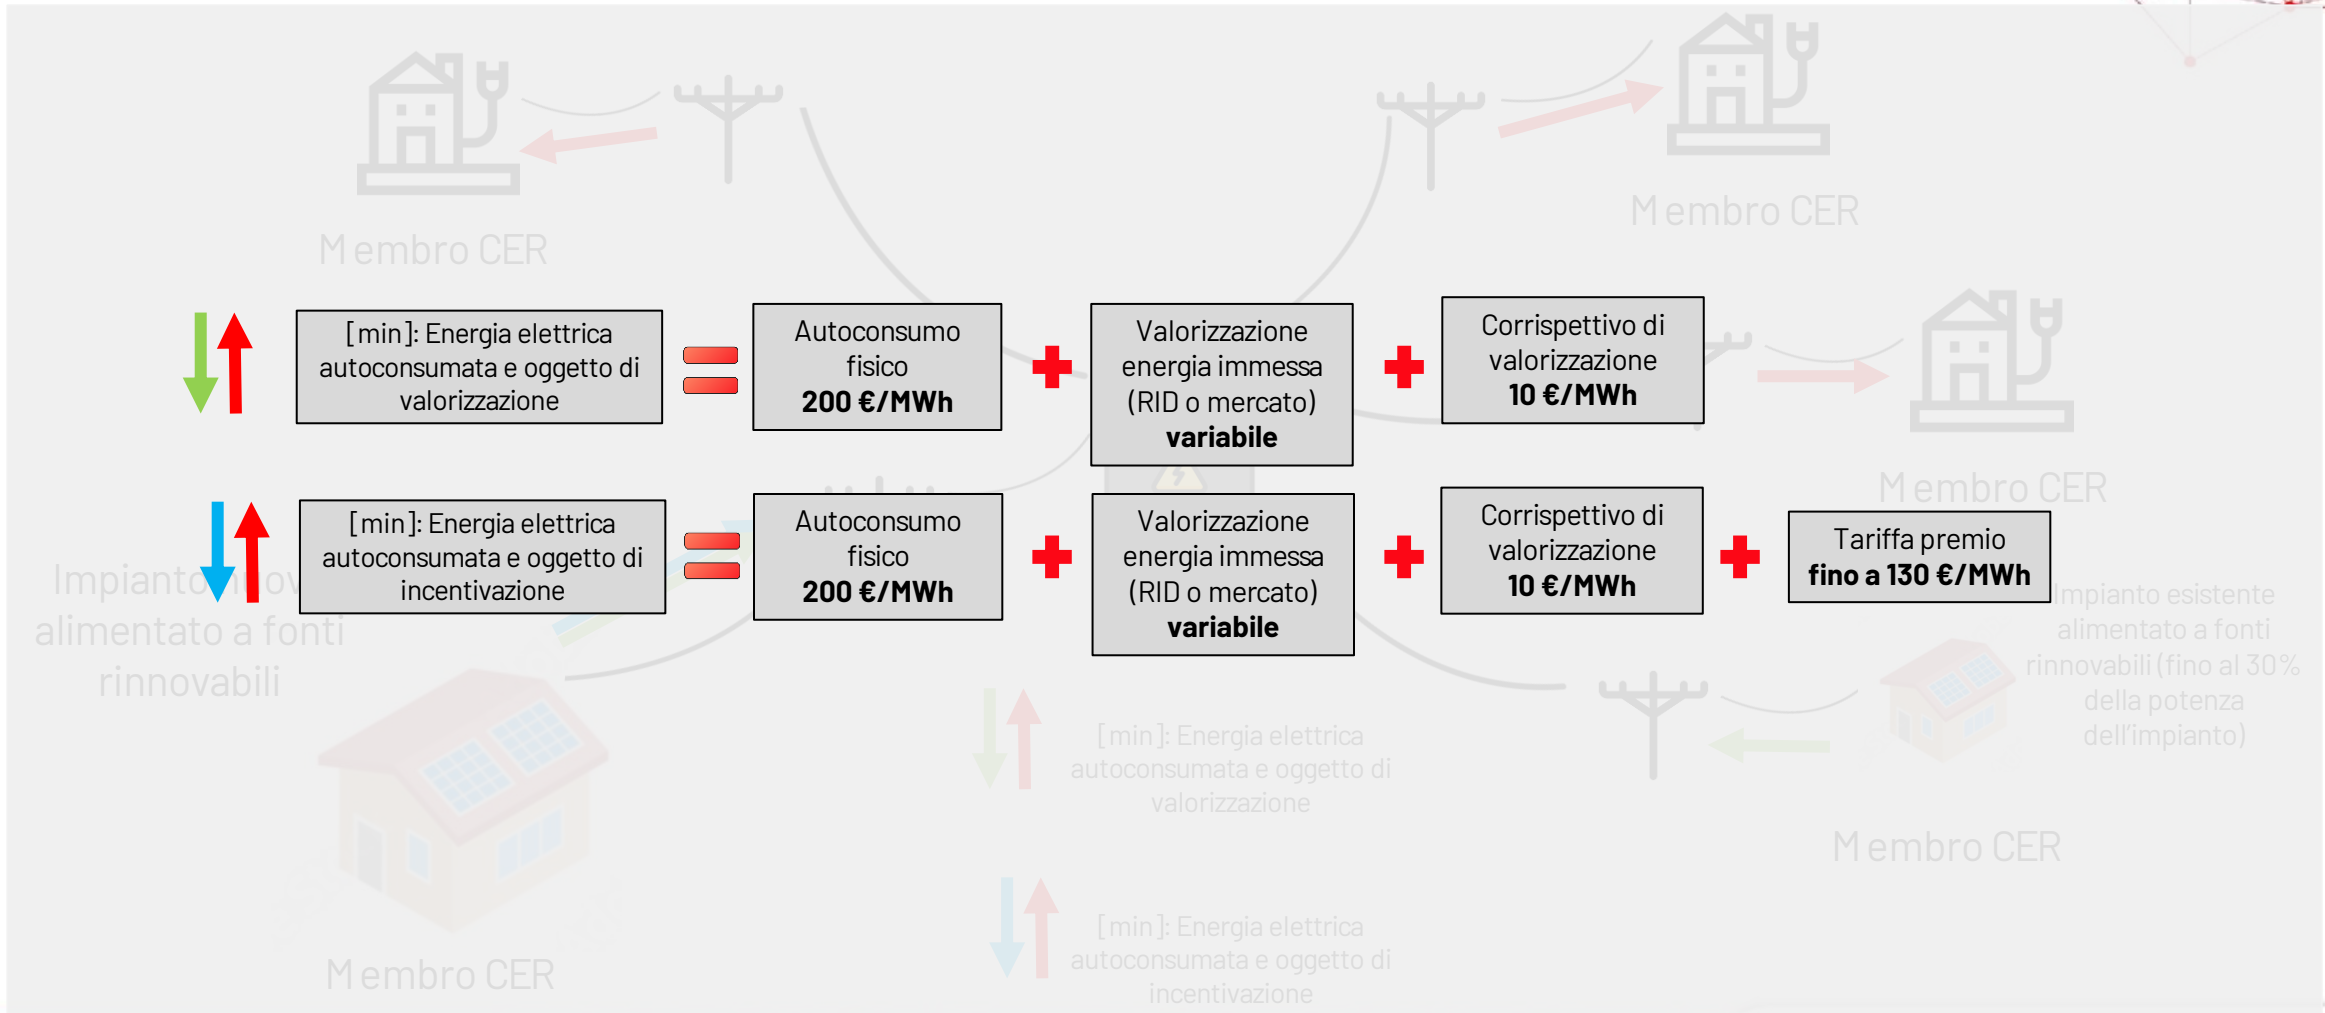 Membro CER
Membro CER
[min]: Energia elettrica
autoconsumata e oggetto di
valorizzazione
Autoconsumo
fisico
200 €/MWh
Valorizzazione
energia immessa
(RID o mercato)
variabile
Corrispettivo di
valorizzazione
10 €/MWh
Membro CER
[min]: Energia elettrica
autoconsumata e oggetto di
incentivazione
Autoconsumo
fisico
200 €/MWh
Valorizzazione
energia immessa
(RID o mercato)
variabile
Corrispettivo di
valorizzazione
10 €/MWh
Tariffa premio
fino a 130 €/MWh
Impianto nuovo
alimentato a fonti
rinnovabili
Impianto esistente
alimentato a fonti
rinnovabili (fino al 30%
della potenza
dell'impianto)
[min]: Energia elettrica
autoconsumata e oggetto di
valorizzazione
Membro CER
[min]: Energia elettrica
autoconsumata e oggetto di
incentivazione
Membro CER